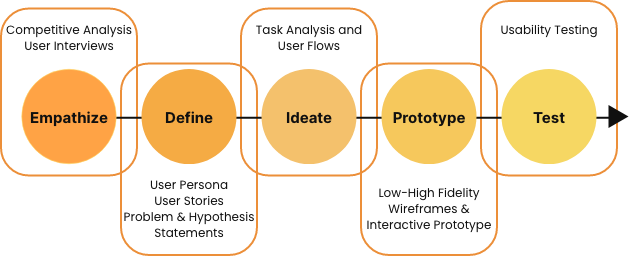 Competitive Analysis
User Interviews
Task Analysis and
User Flows
Usability Testing
Empathize
Define
Ideate
Prototype
Test
User Persona
User Stories
Problem & Hypothesis
Statements
Low-High Fidelity
Wireframes &
Interactive Prototype